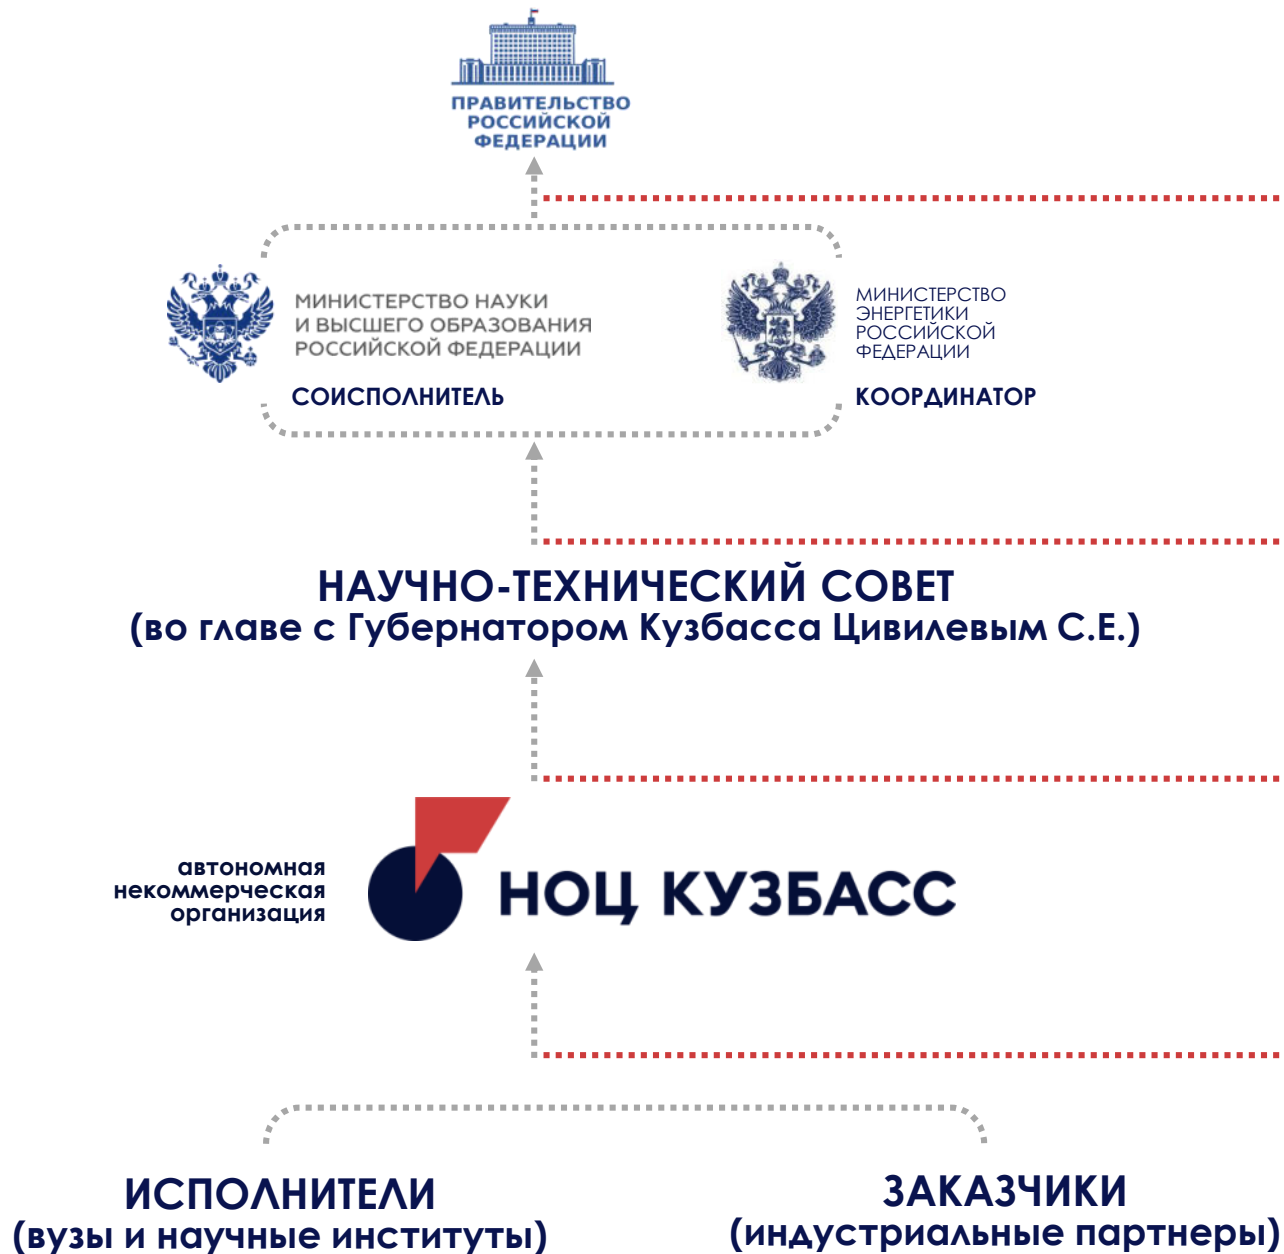 ПРАВИТЕЛЬСТВО
РОССИЙСКОЙ
ФЕДЕРАЦИИ
МИНИСТЕРСТВО НАУКИ
И ВЫСШЕГО ОБРАЗОВАНИЯ
РОССИЙСКОЙ ФЕДЕРАЦИИ
СОИСПОЛНИТЕЛЬ
МИНИСТЕРСТВО
ЭНЕРГЕТИКИ
РОССИЙСКОЙ
ФЕДЕРАЦИИ
КООРДИНАТОР
НАУЧНО-ТЕХНИЧЕСКИЙ СОВЕТ
(во главе с Губернатором Кузбасса Цивилевым С.Е.)
автономная
некоммерческая
организация
НОЦ КУЗБАСС
ИСПОЛНИТЕЛИ
(вузы и научные институты)
ЗАКАЗЧИКИ
(индустриальные партнеры)